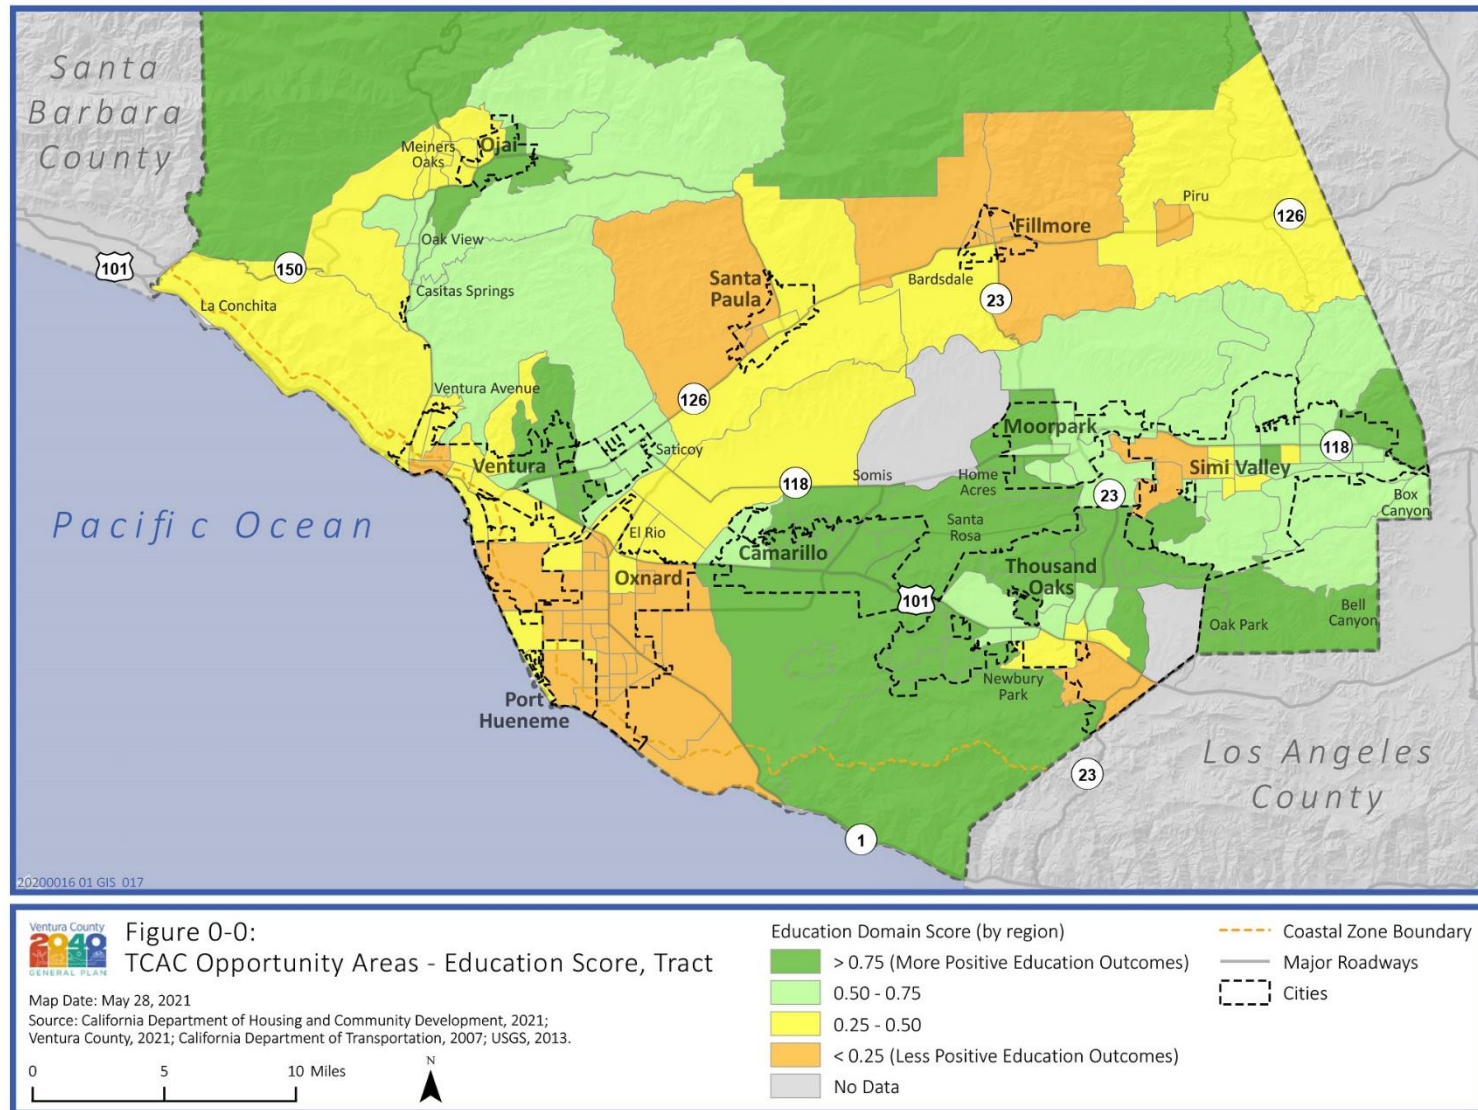 Santa
Barbara
County
Meiners
Oaks
Ojai
Piru
126
Fillmore
Oak View
101
150
Santa
Paula
Bardsdale
Casitas Springs
La Conchita
23
Ventura Avenue
126
Moorpark
Ventura
Saticoy
118
Simi Valley
Somis
Home
Acres
118
23
Box
Canyon
Pacific Ocean
El Rio
Santa
Rosa
Camarillo
Oxnard
Thousand
Oaks
101
Oak Park
Bell
Canyon
Newbury
Park
Port
Hueneme
Los Angeles
County
23
1
20200016 01 GIS 017
Ventura County
2040
GENERAL PLAN
Figure 0-0:
TCAC Opportunity Areas - Education Score, Tract
Map Date: May 28, 2021
Source: California Department of Housing and Community Development, 2021;
Ventura County, 2021; California Department of Transportation, 2007; USGS, 2013.
0 5 10 Miles
N
Education Domain Score (by region)
> 0.75 (More Positive Education Outcomes)
0.50 - 0.75
0.25 - 0.50
< 0.25 (Less Positive Education Outcomes)
No Data
Coastal Zone Boundary
Major Roadways
Cities